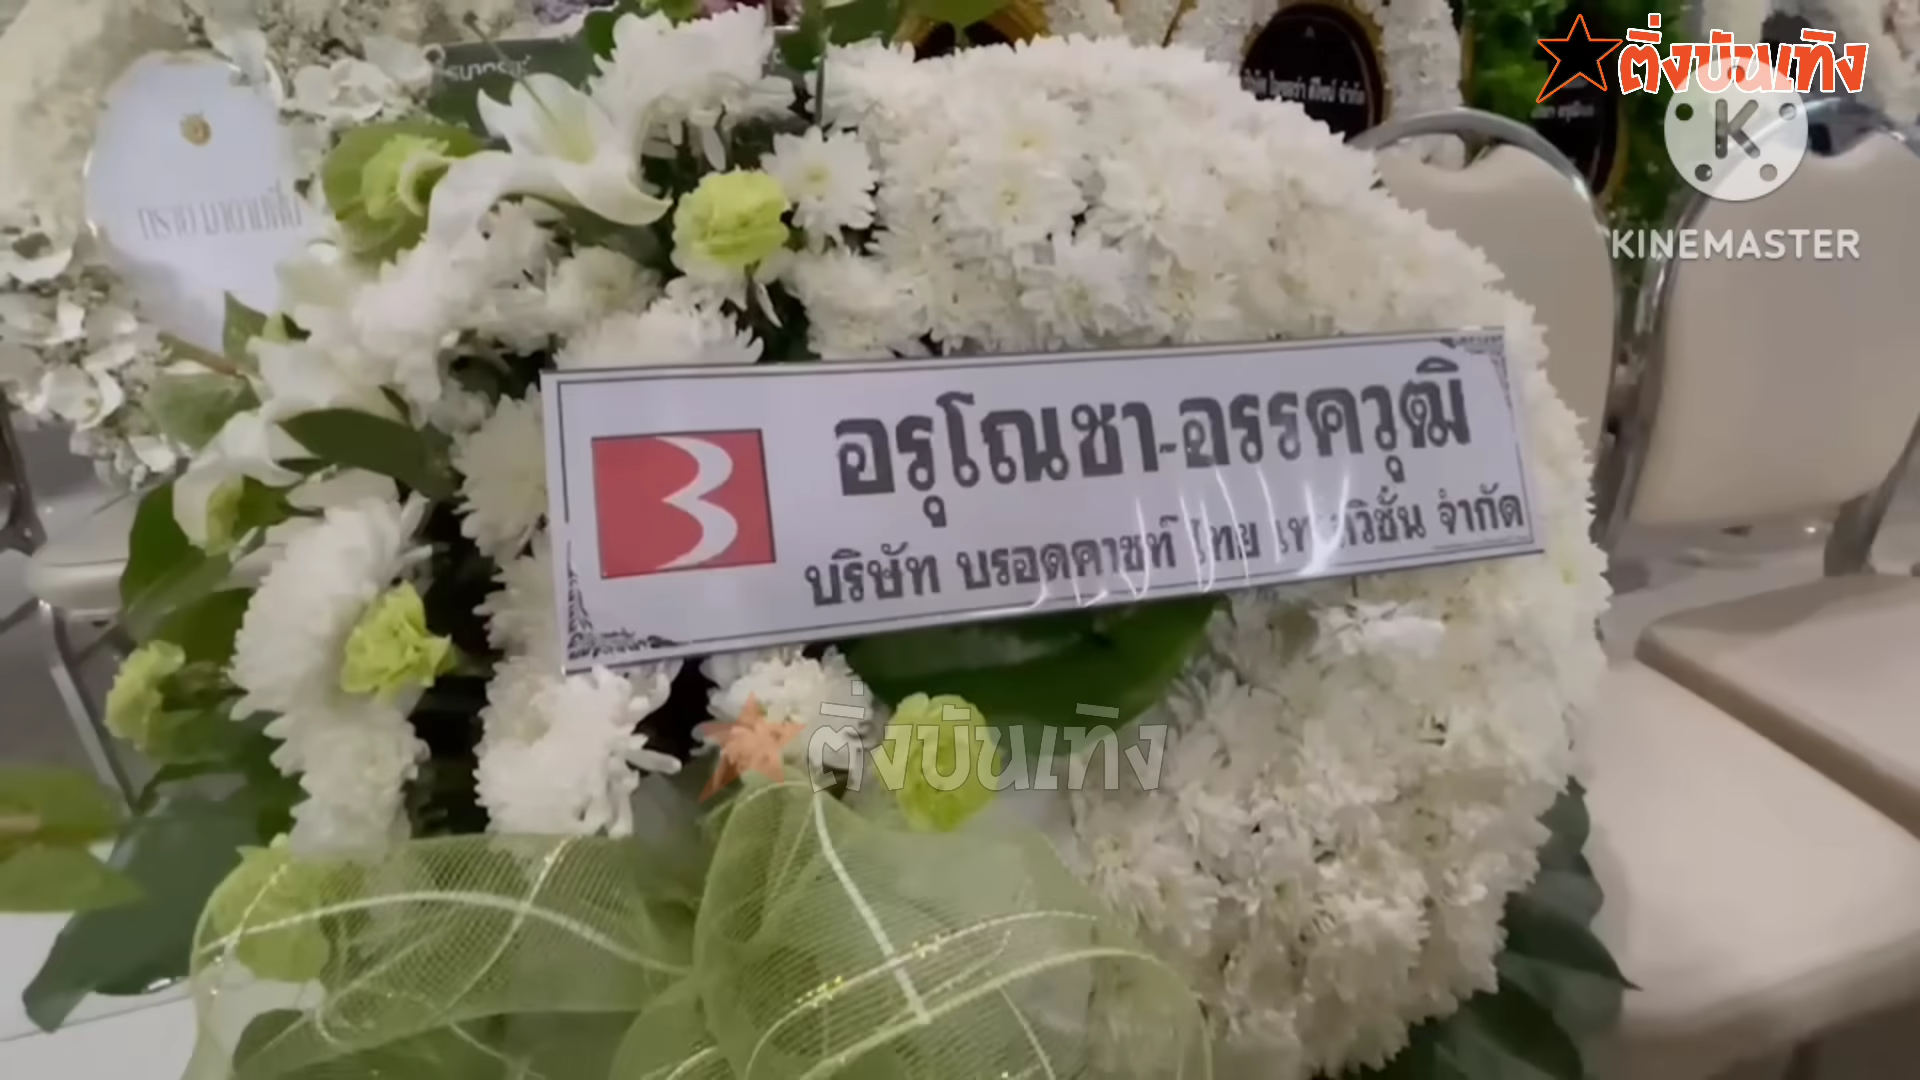 ติ่งบันเทิง
K
KINEMASTER
อรุโณชา-อรรควุฒิ
บริษัท บรอดคาซท์ ไทย เทเลวิชั่น จำกัด
ติ่งบันเทิง